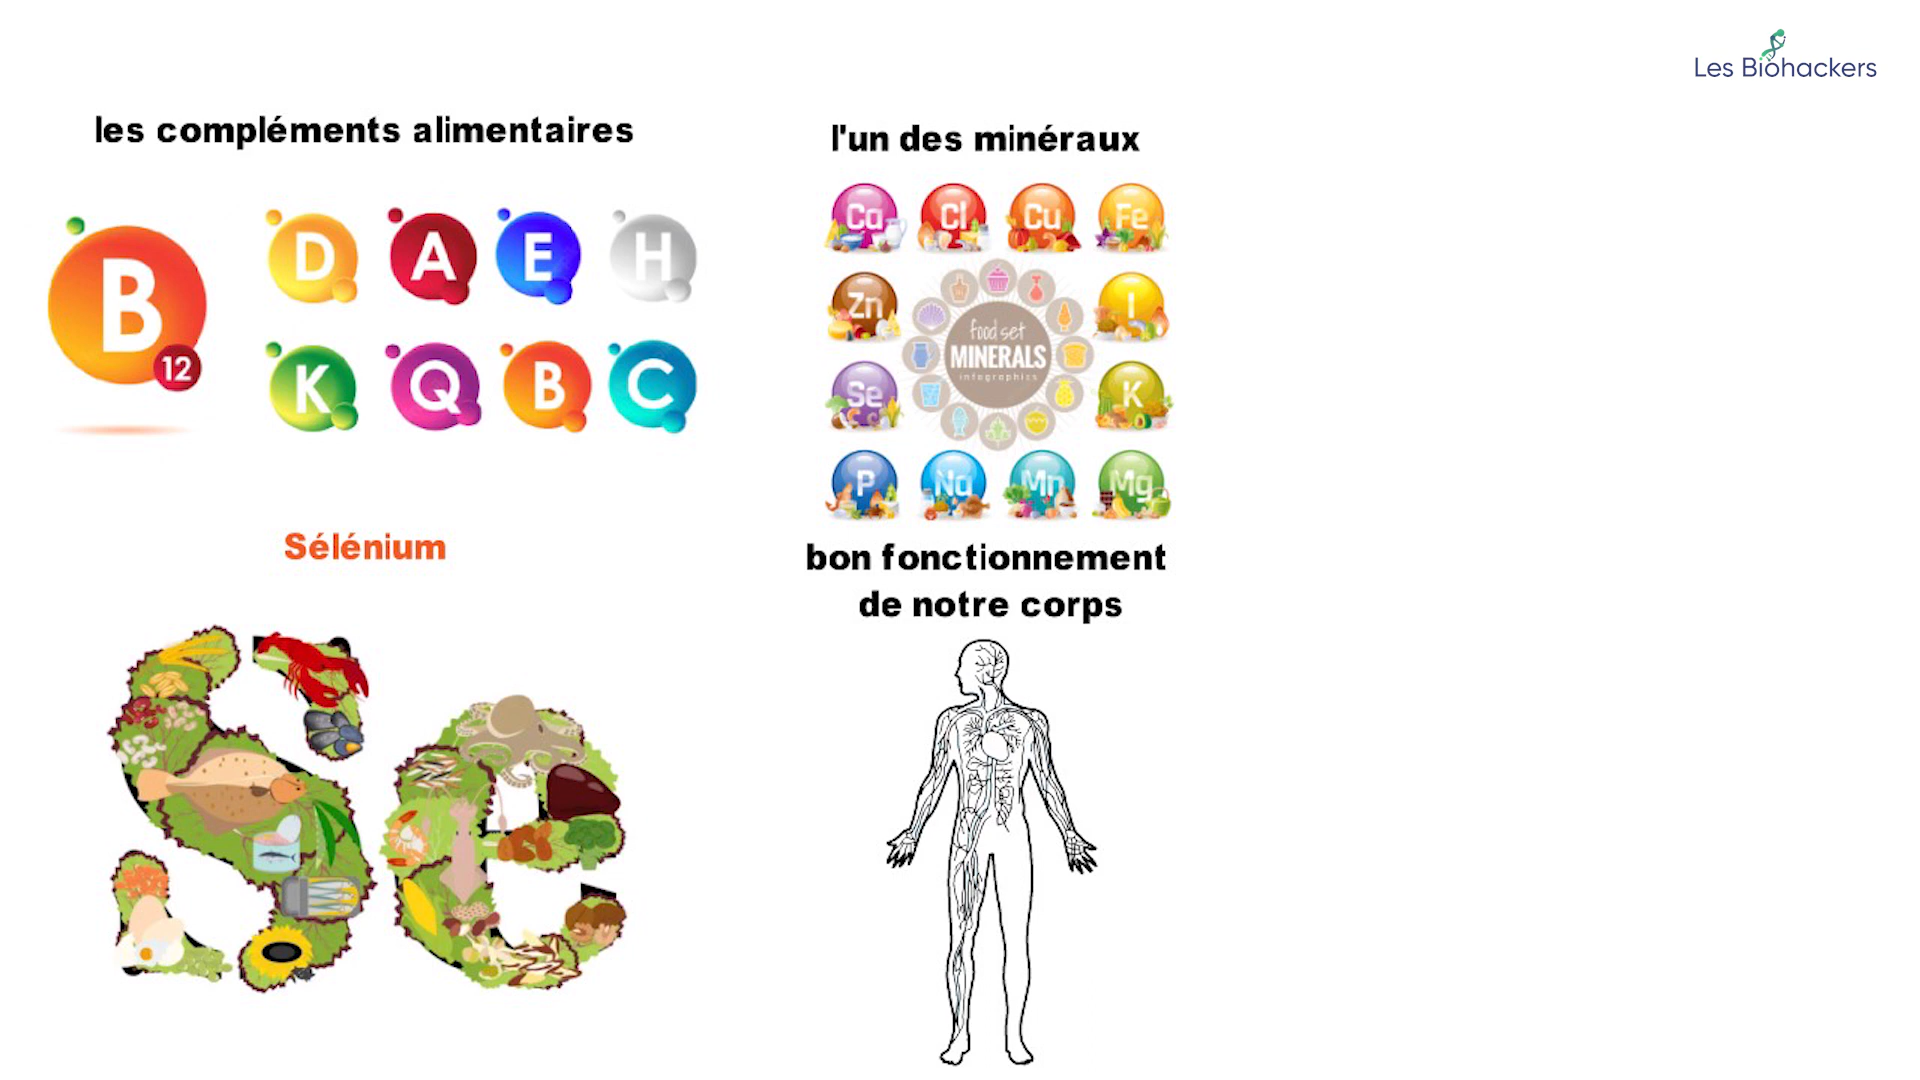 Les Biohackers
les compléments alimentaires
B
12
D A E H
K Q B C
l'un des minéraux
Ca Cl Cu Fe
Zn I
food set
MINERALS
infographics
Se K
P Na Mn Mg
Sélénium
Se
bon fonctionnement
de notre corps